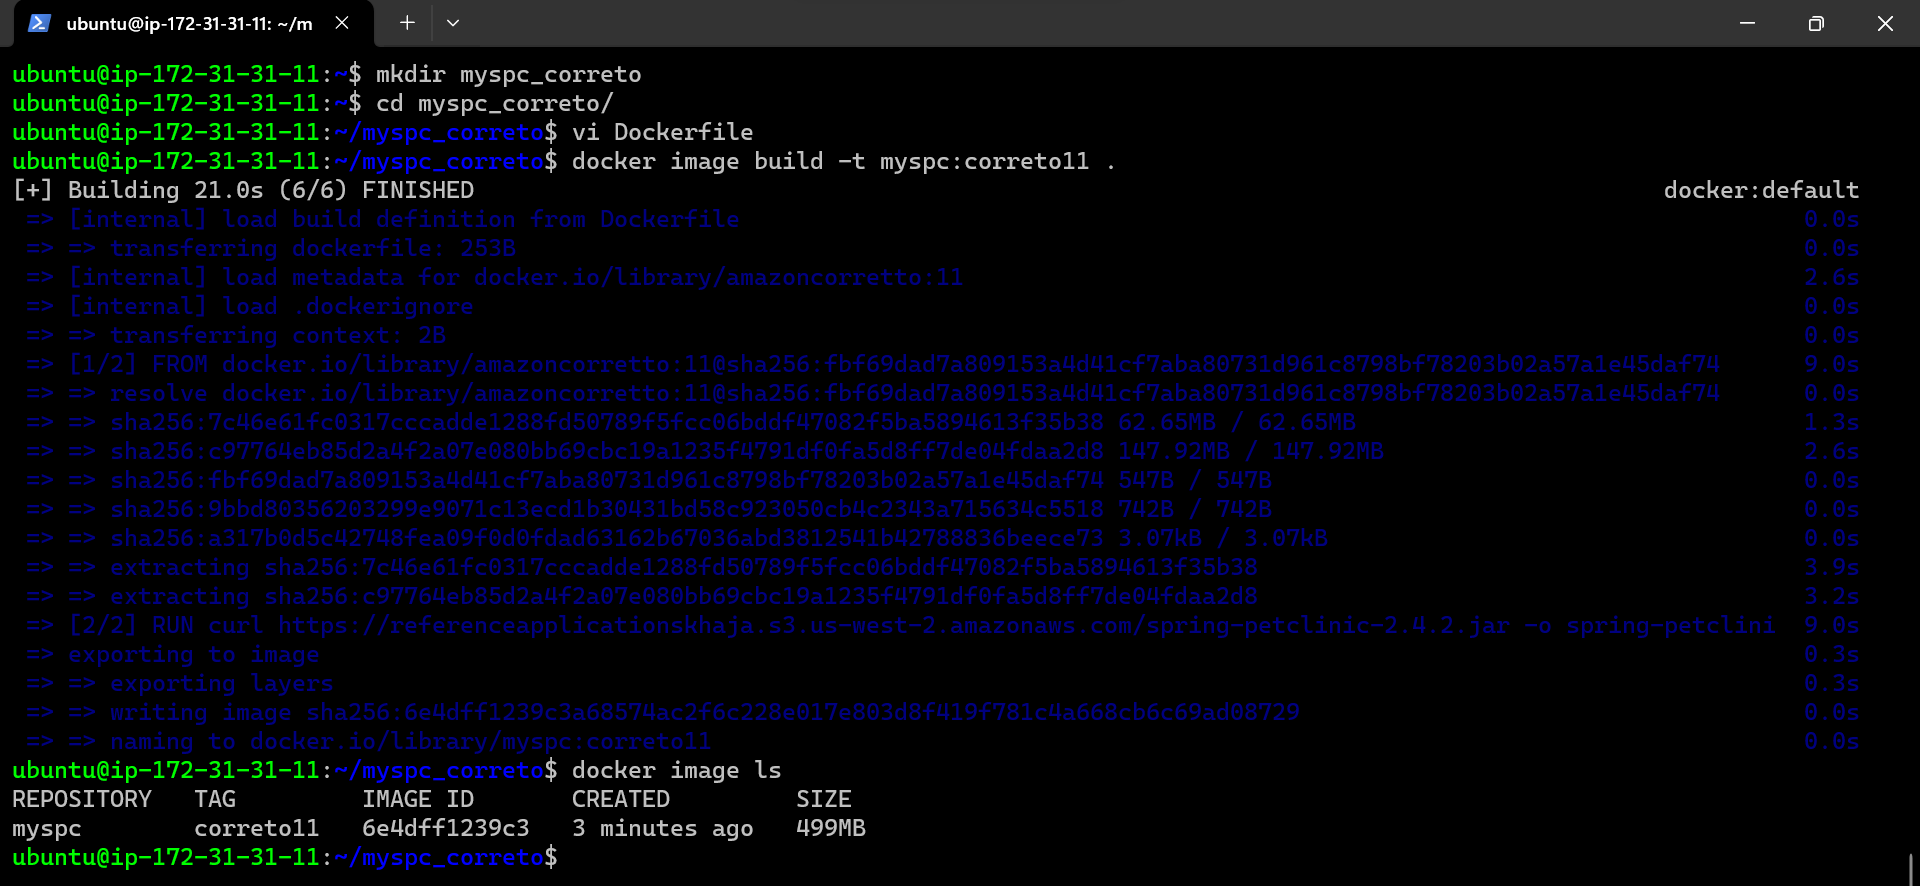 ubuntu@ip-172-31-31-11: ~/m
ubuntu@ip-172-31-31-11:~$ mkdir myspc_correto
ubuntu@ip-172-31-31-11:~$ cd myspc_correto/
ubuntu@ip-172-31-31-11:~/myspc_correto$ vi Dockerfile
ubuntu@ip-172-31-31-11:~/myspc_correto$ docker image build -t myspc:correto11 .
[+] Building 21.0s (6/6) FINISHED docker:default
=> [internal] load build definition from Dockerfile 0.0s
=> => transferring dockerfile: 253B 0.0s
=> [internal] load metadata for docker.io/library/amazoncorretto:11 2.6s
=> [internal] load .dockerignore 0.0s
=> => transferring context: 2B 0.0s
=> [1/2] FROM docker.io/library/amazoncorretto:11@sha256:fbf69dad7a809153a4d41cf7aba80731d961c8798bf78203b02a57a1e45daf74 9.0s
=> => resolve docker.io/library/amazoncorretto:11@sha256:fbf69dad7a809153a4d41cf7aba80731d961c8798bf78203b02a57a1e45daf74 0.0s
=> => sha256:7c46e61fc0317cccadde1288fd50789f5fcc06bddf47082f5ba5894613f35b38 62.65MB / 62.65MB 1.3s
=> => sha256:c97764eb85d2a4f2a07e080bb69cbc19a1235f4791df0fa5d8ff7de04fdaa2d8 147.92MB / 147.92MB 2.6s
=> => sha256:fbf69dad7a809153a4d41cf7aba80731d961c8798bf78203b02a57a1e45daf74 547B / 547B 0.0s
=> => sha256:9bbd80356203299e9071c13ecd1b30431bd58c923050cb4c2343a715634c5518 742B / 742B 0.0s
=> => sha256:a317b0d5c42748fea09f0d0fdad63162b67036abd3812541b42788836beece73 3.07kB / 3.07kB 0.0s
=> => extracting sha256:7c46e61fc0317cccadde1288fd50789f5fcc06bddf47082f5ba5894613f35b38 3.9s
=> => extracting sha256:c97764eb85d2a4f2a07e080bb69cbc19a1235f4791df0fa5d8ff7de04fdaa2d8 3.2s
=> [2/2] RUN curl https://referenceapplicationskhaja.s3.us-west-2.amazonaws.com/spring-petclinic-2.4.2.jar -o spring-petclini 9.0s
=> exporting to image 0.3s
=> => exporting layers 0.3s
=> => writing image sha256:6e4dff1239c3a68574ac2f6c228e017e803d8f419f781c4a668cb6c69ad08729 0.0s
=> => naming to docker.io/library/myspc:correto11 0.0s
ubuntu@ip-172-31-31-11:~/myspc_correto$ docker image ls
REPOSITORY TAG IMAGE ID CREATED SIZE
myspc correto11 6e4dff1239c3 3 minutes ago 499MB
ubuntu@ip-172-31-31-11:~/myspc_correto$